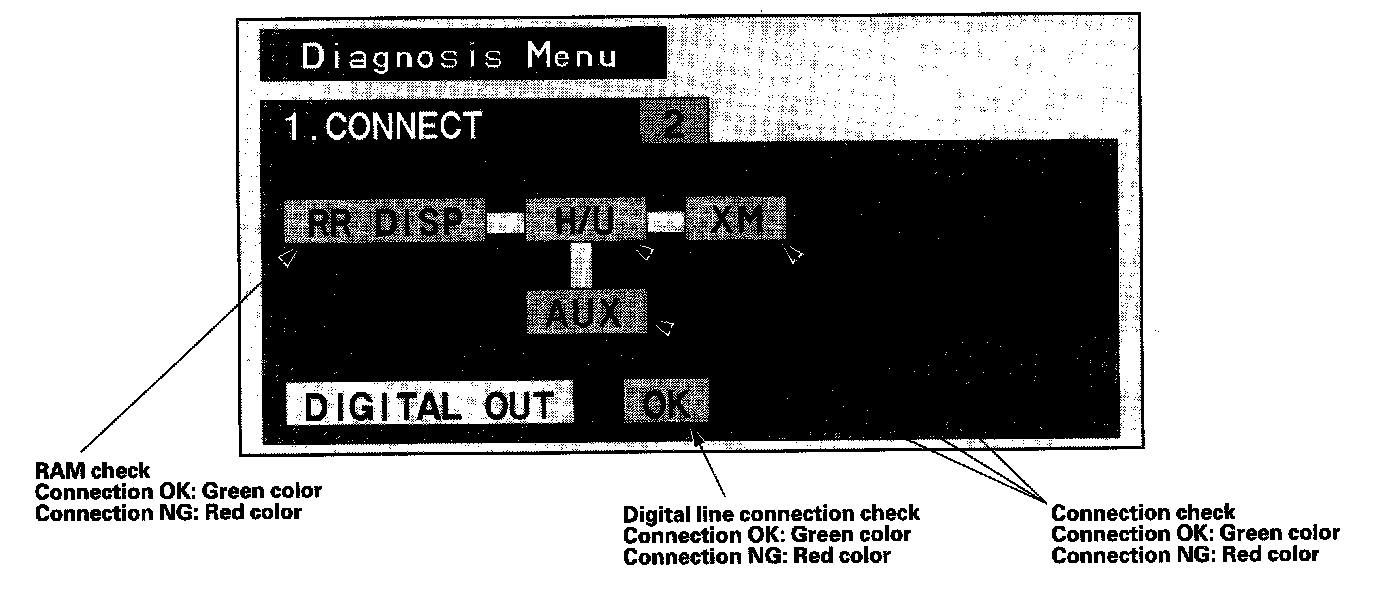 Diagnosis Menu
1.CONNECT 2
RR DISP H/U XM
AUX
DIGITAL OUT OK
RAM check
Connection OK: Green color
Connection NG: Red color
Digital line connection check
Connection OK: Green color
Connection NG: Red color
Connection check
Connection OK: Green color
Connection NG: Red color